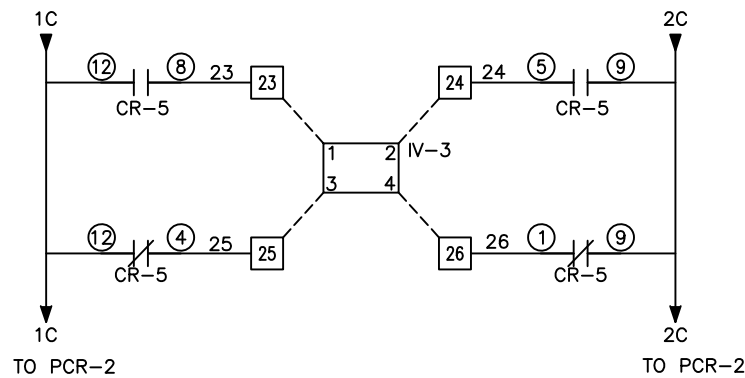 1C 2C
12 8 23 23 24 24 5 9
CR-5 CR-5
1 2 IV-3
3 4
12 4 25 25 26 26 1 9
CR-5 CR-5
1C 2C
TO PCR-2 TO PCR-2